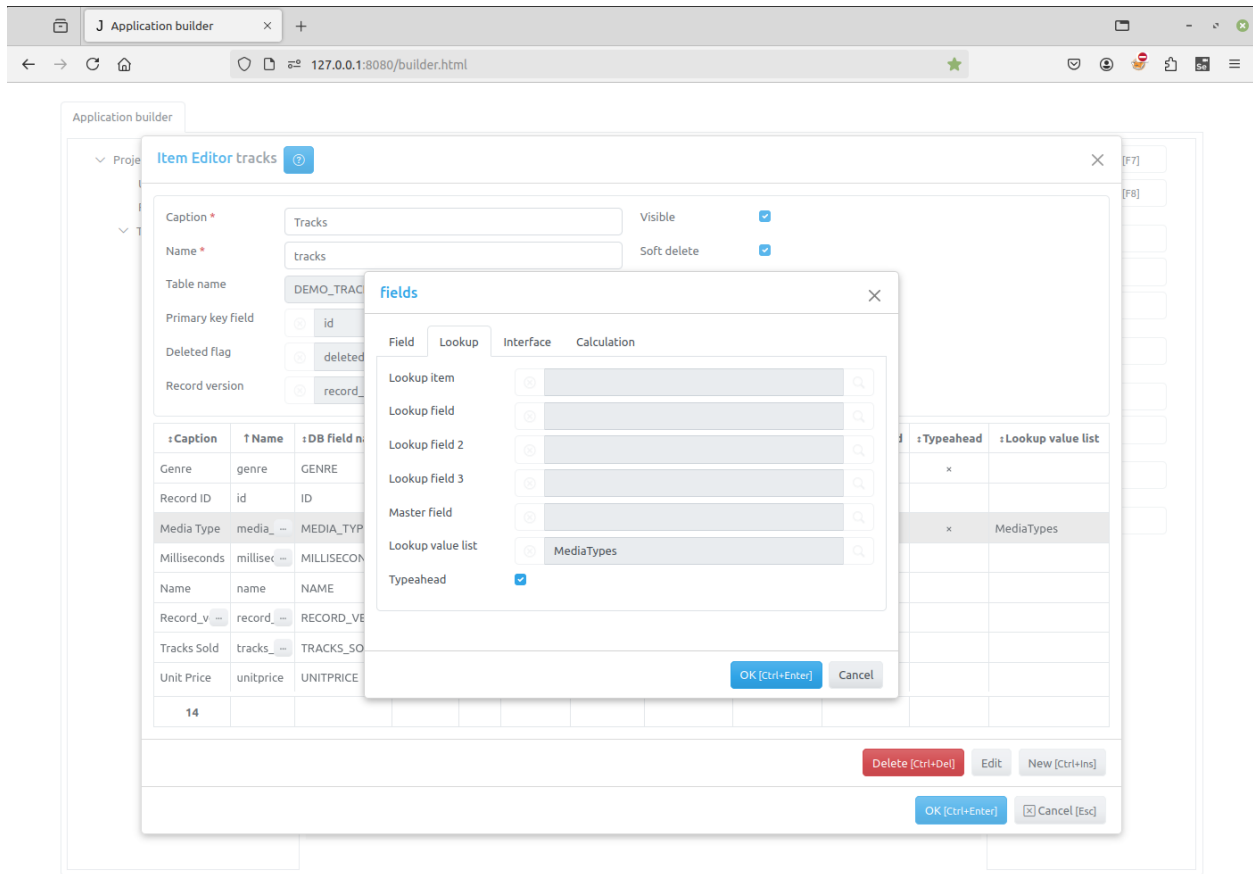 J Application builder
127.0.0.1:8080/builder.html
Application builder
Item Editor tracks
[F7]
[F8]
Caption *
Tracks
Visible
Name *
tracks
Soft delete
Table name
Primary key field
id
Deleted flag
deleted
Record version
fields
Field Lookup Interface Calculation
Lookup item
Lookup field
Lookup field 2
Lookup field 3
Master field
Lookup value list
MediaTypes
Typeahead
OK [Ctrl+Enter] Cancel
Caption Name Typeahead Lookup value list
Genre genre GENRE ×
Record ID id ID
Media Type media_ ··· × MediaTypes
Milliseconds ···
Name name NAME
Record_v ··· record_ ···
Tracks Sold tracks_ ···
Unit Price unitprice UNITPRICE
14
Delete [Ctrl+Del] Edit New [Ctrl+Ins]
OK [Ctrl+Enter] Cancel [Esc]